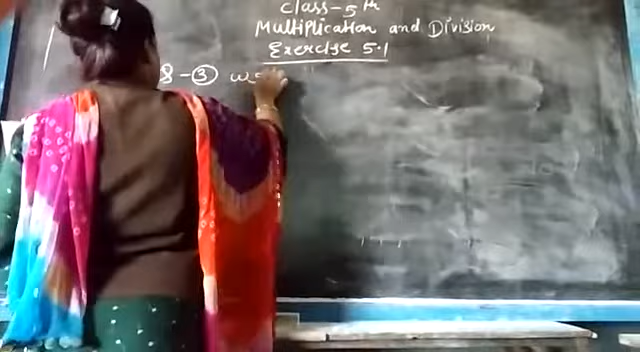 Class-5th
Multiplication and Division
Exercise 5.1
8-③